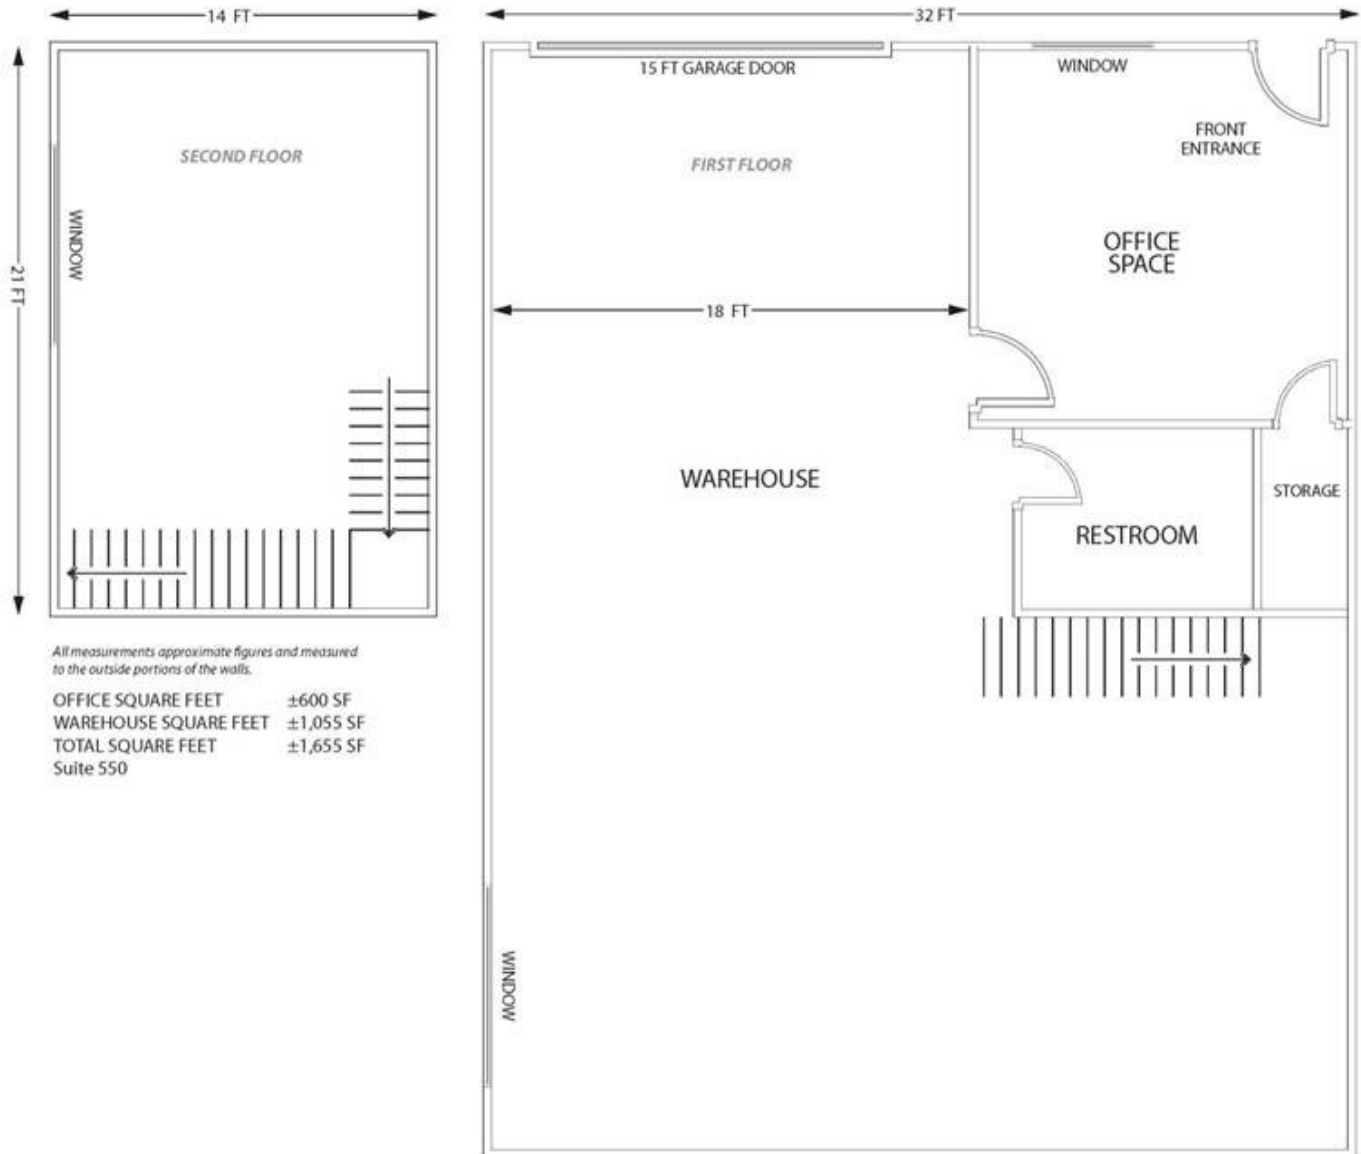 14 FT
32 FT
15 FT GARAGE DOOR
WINDOW
FRONT
ENTRANCE
SECOND FLOOR
FIRST FLOOR
WINDOW
21 FT
OFFICE
SPACE
18 FT
WAREHOUSE
STORAGE
RESTROOM
All measurements approximate figures and measured
to the outside portions of the walls.
OFFICE SQUARE FEET ±600 SF
WAREHOUSE SQUARE FEET ±1,055 SF
TOTAL SQUARE FEET ±1,655 SF
Suite 550
WINDOW